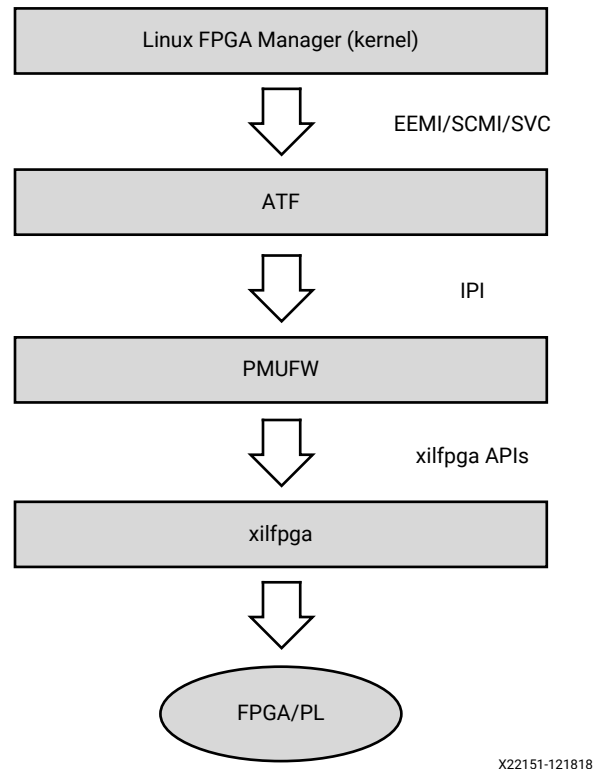 Linux FPGA Manager (kernel)
EEMI/SCMI/SVC
ATF
IPI
PMUFW
xilfpga APIs
xilfpga
FPGA/PL
X22151-121818